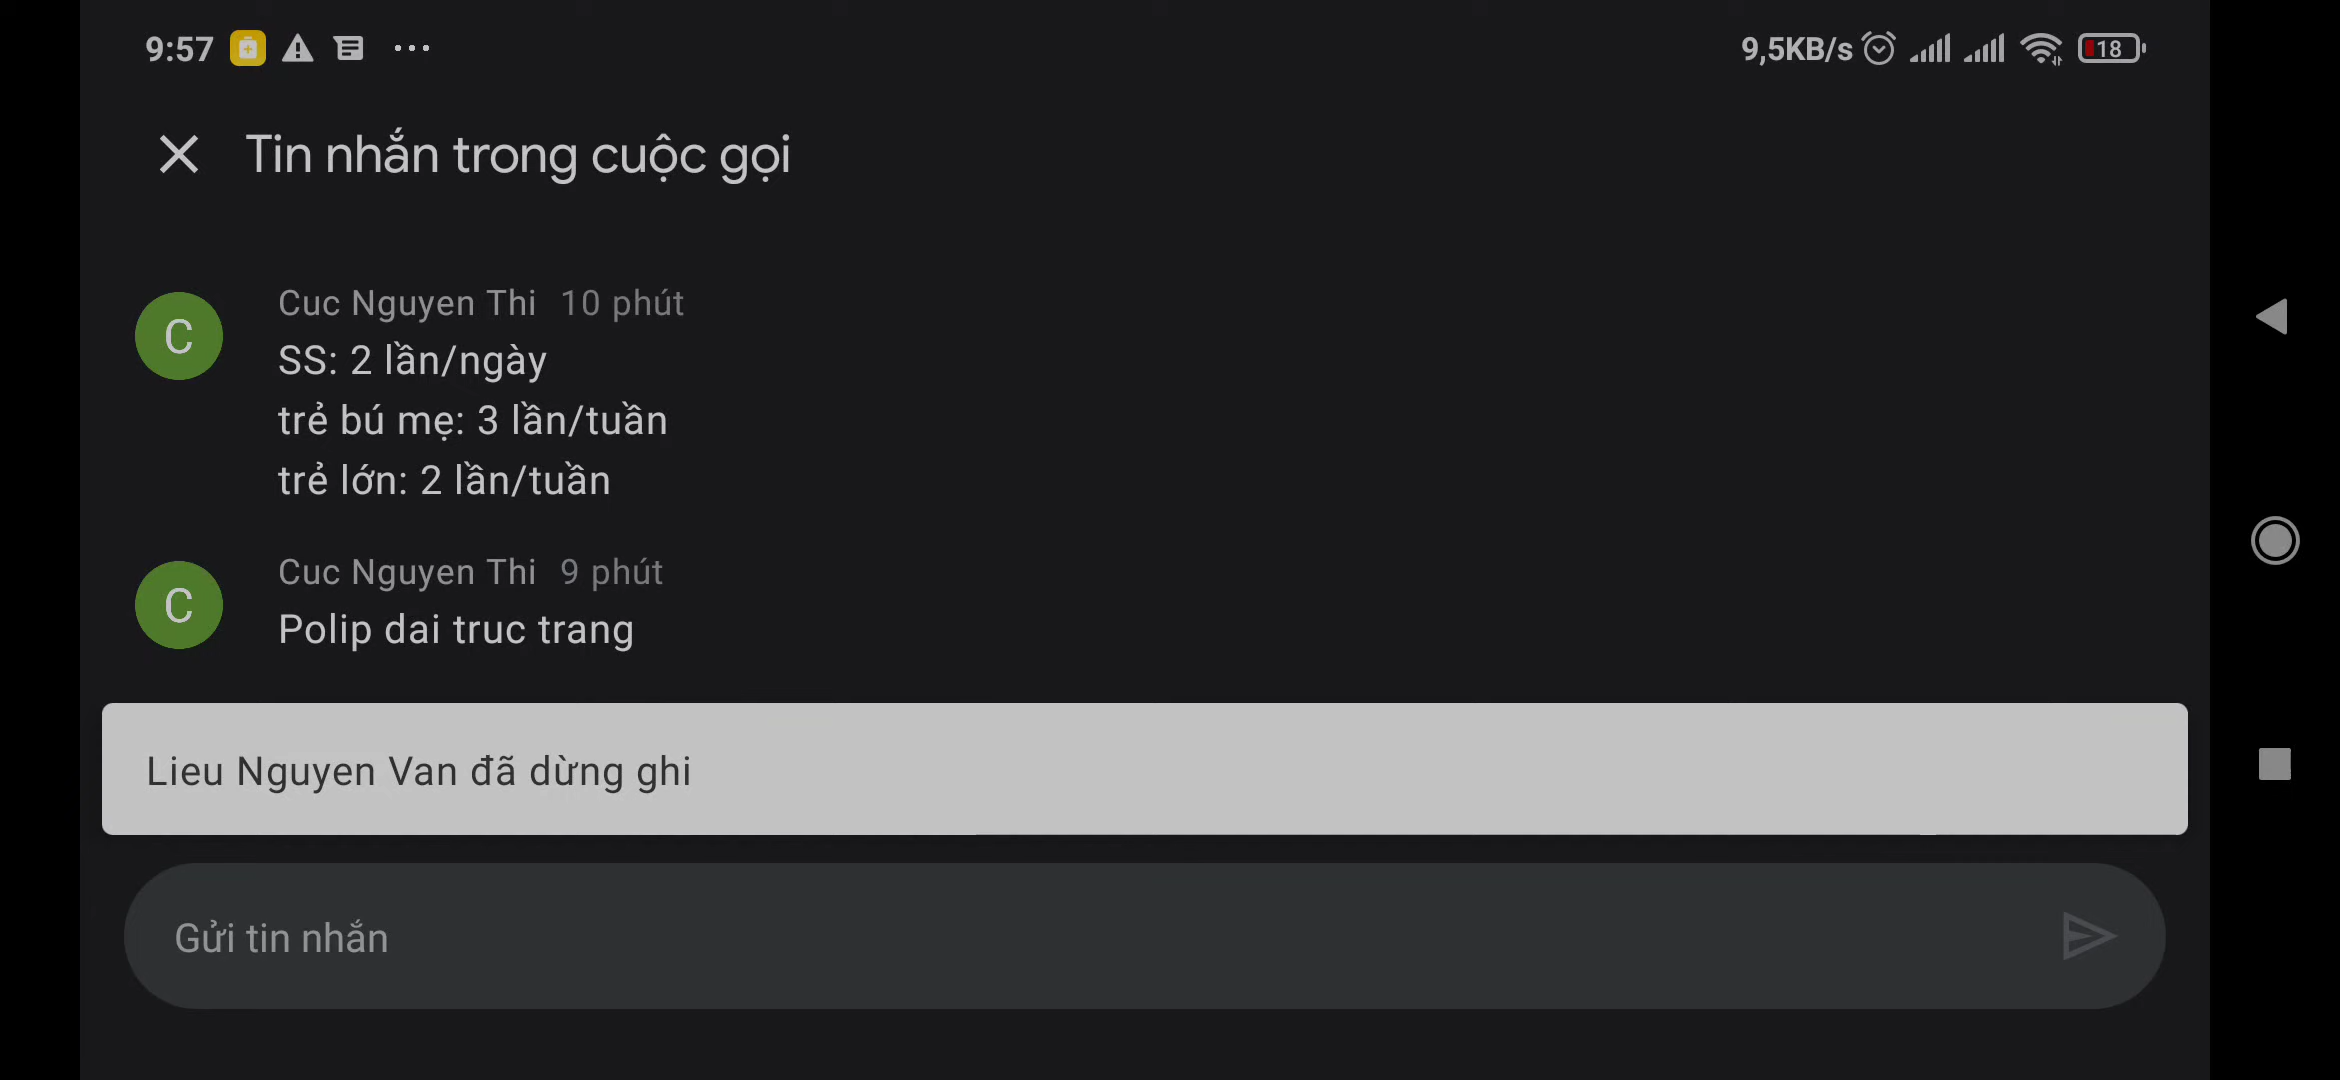 9:57 ... 9,5KB/s 18
Tin nhắn trong cuộc gọi
C
Cuc Nguyen Thi 10 phút
SS: 2 lần/ngày
trẻ bú mẹ: 3 lần/tuần
trẻ lớn: 2 lần/tuần
C
Cuc Nguyen Thi 9 phút
Polip dai truc trang
Lieu Nguyen Van đã dừng ghi
Gửi tin nhắn